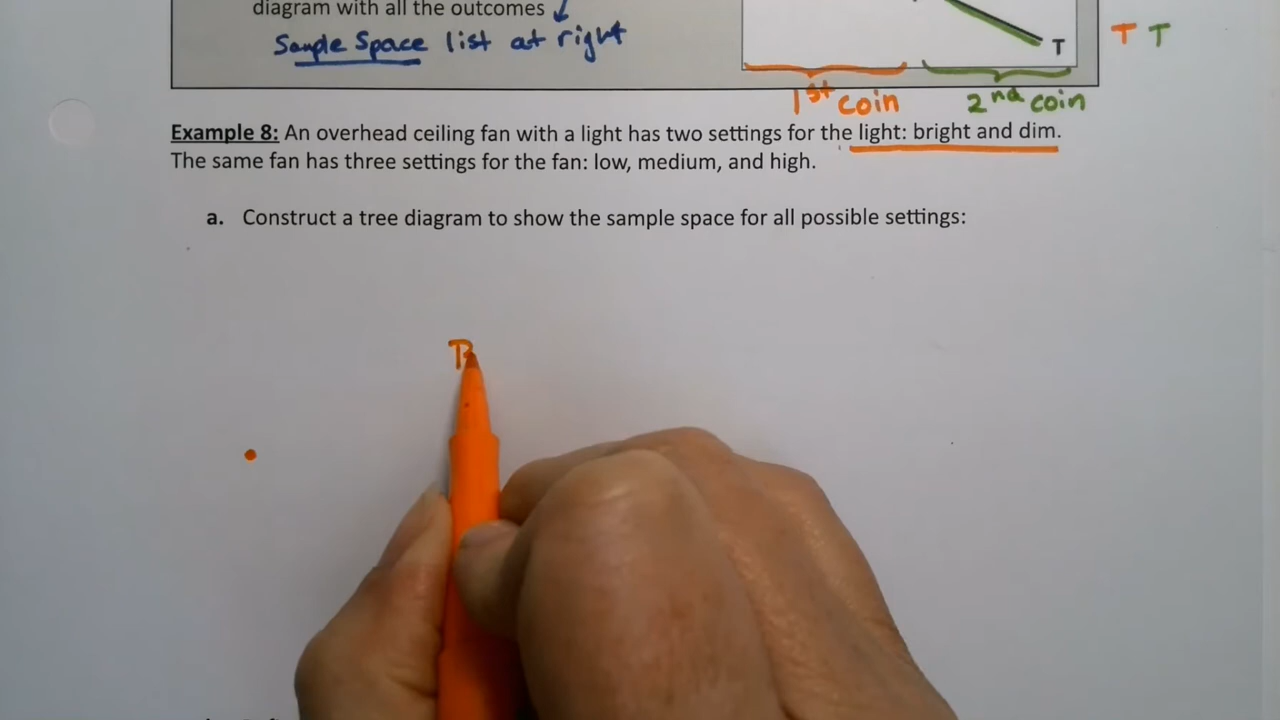 diagram with all the outcomes
Sample Space list at right
T
T T
1st coin
2nd coin
Example 8: An overhead ceiling fan with a light has two settings for the light: bright and dim.
The same fan has three settings for the fan: low, medium, and high.
a. Construct a tree diagram to show the sample space for all possible settings:
B